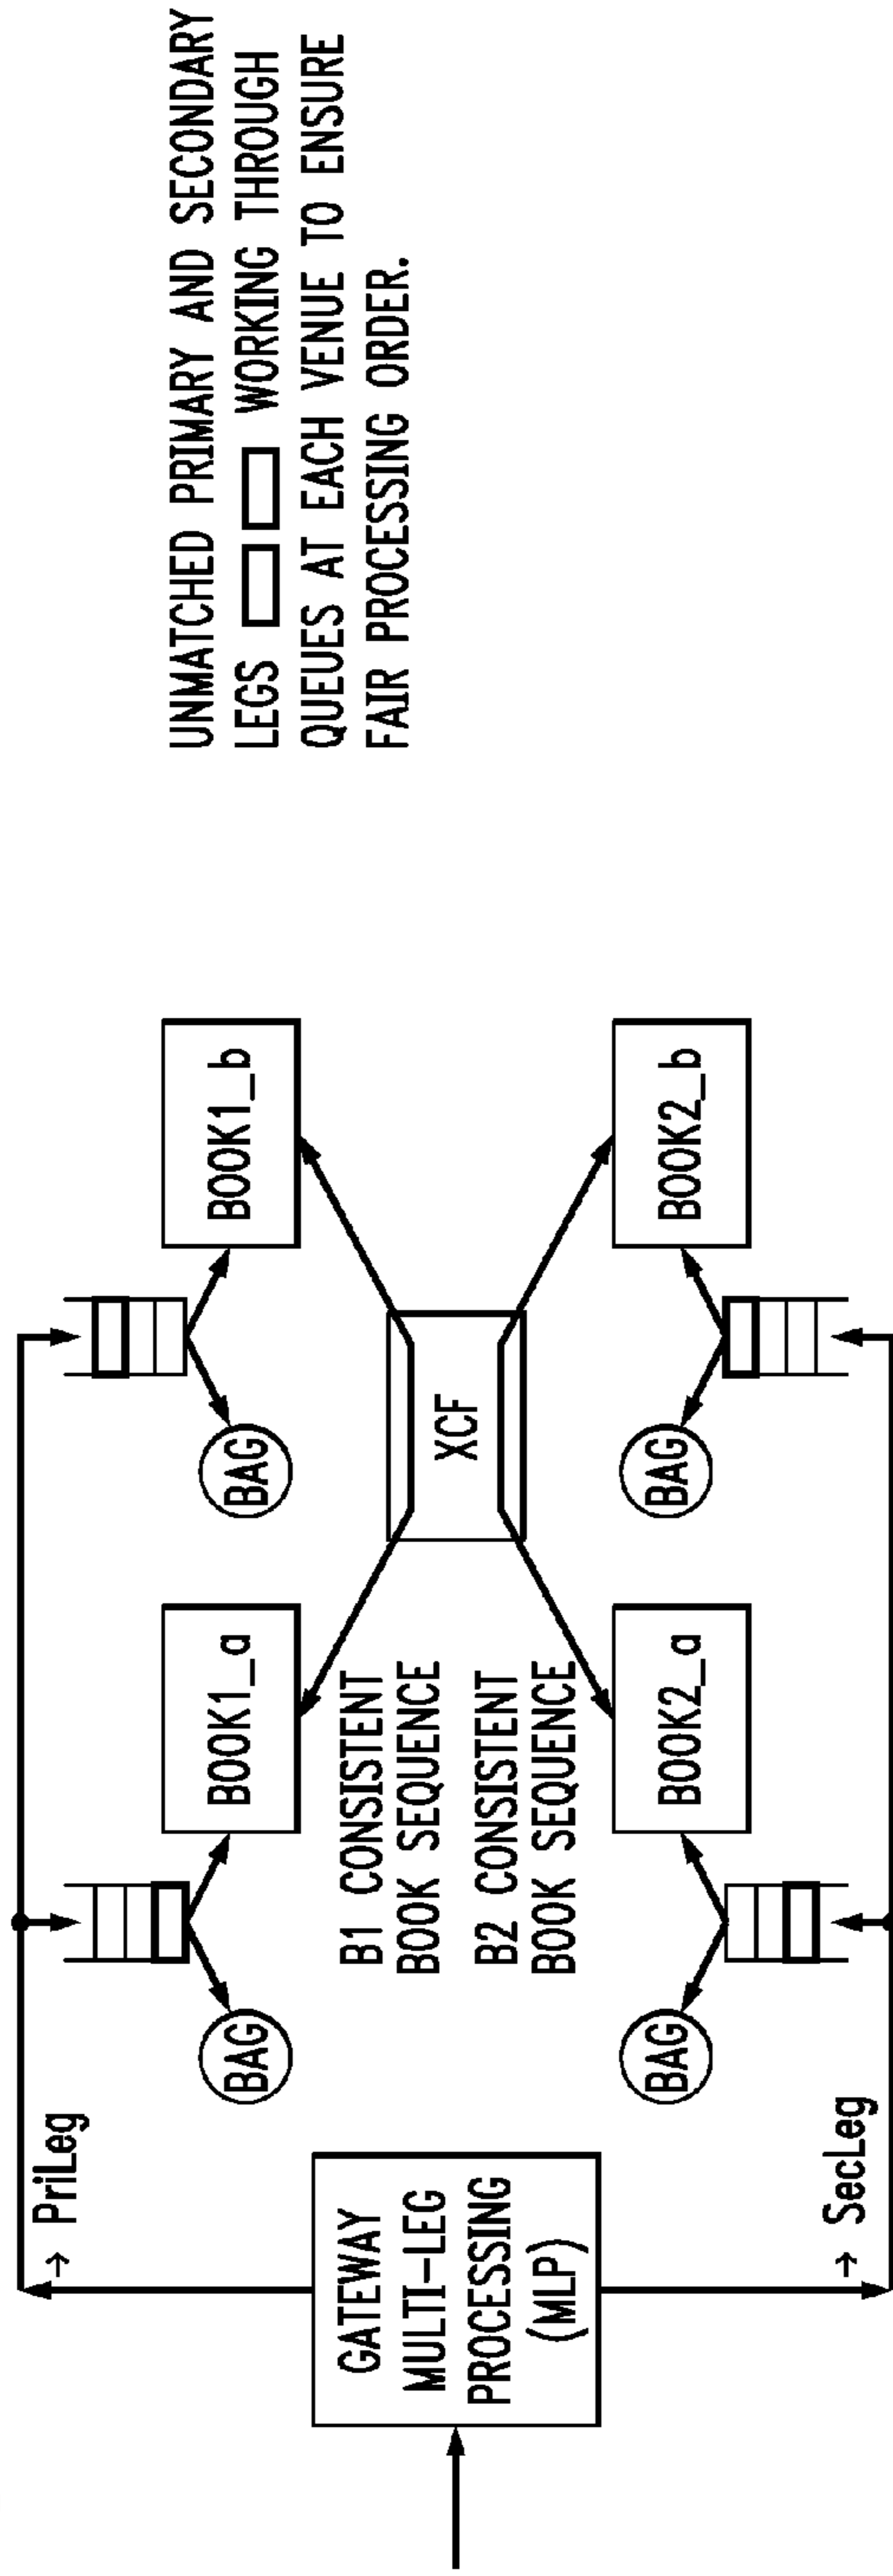 → PriLeg
GATEWAY
MULTI-LEG
PROCESSING
(MLP)
→ SecLeg
BAG
BOOK1_a
BAG
BOOK1_b
B1 CONSISTENT
BOOK SEQUENCE
B2 CONSISTENT
BOOK SEQUENCE
XCF
BAG
BOOK2_a
BAG
BOOK2_b
UNMATCHED PRIMARY AND SECONDARY
LEGS WORKING THROUGH
QUEUES AT EACH VENUE TO ENSURE
FAIR PROCESSING ORDER.